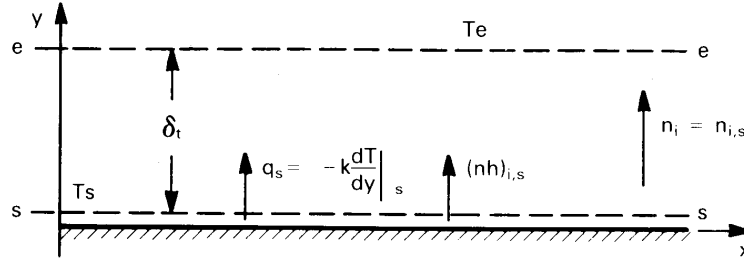 y
Te
e e
δt
qs = -k dT/dy |s
(nh)i,s
ni = ni,s
Ts
s s
x